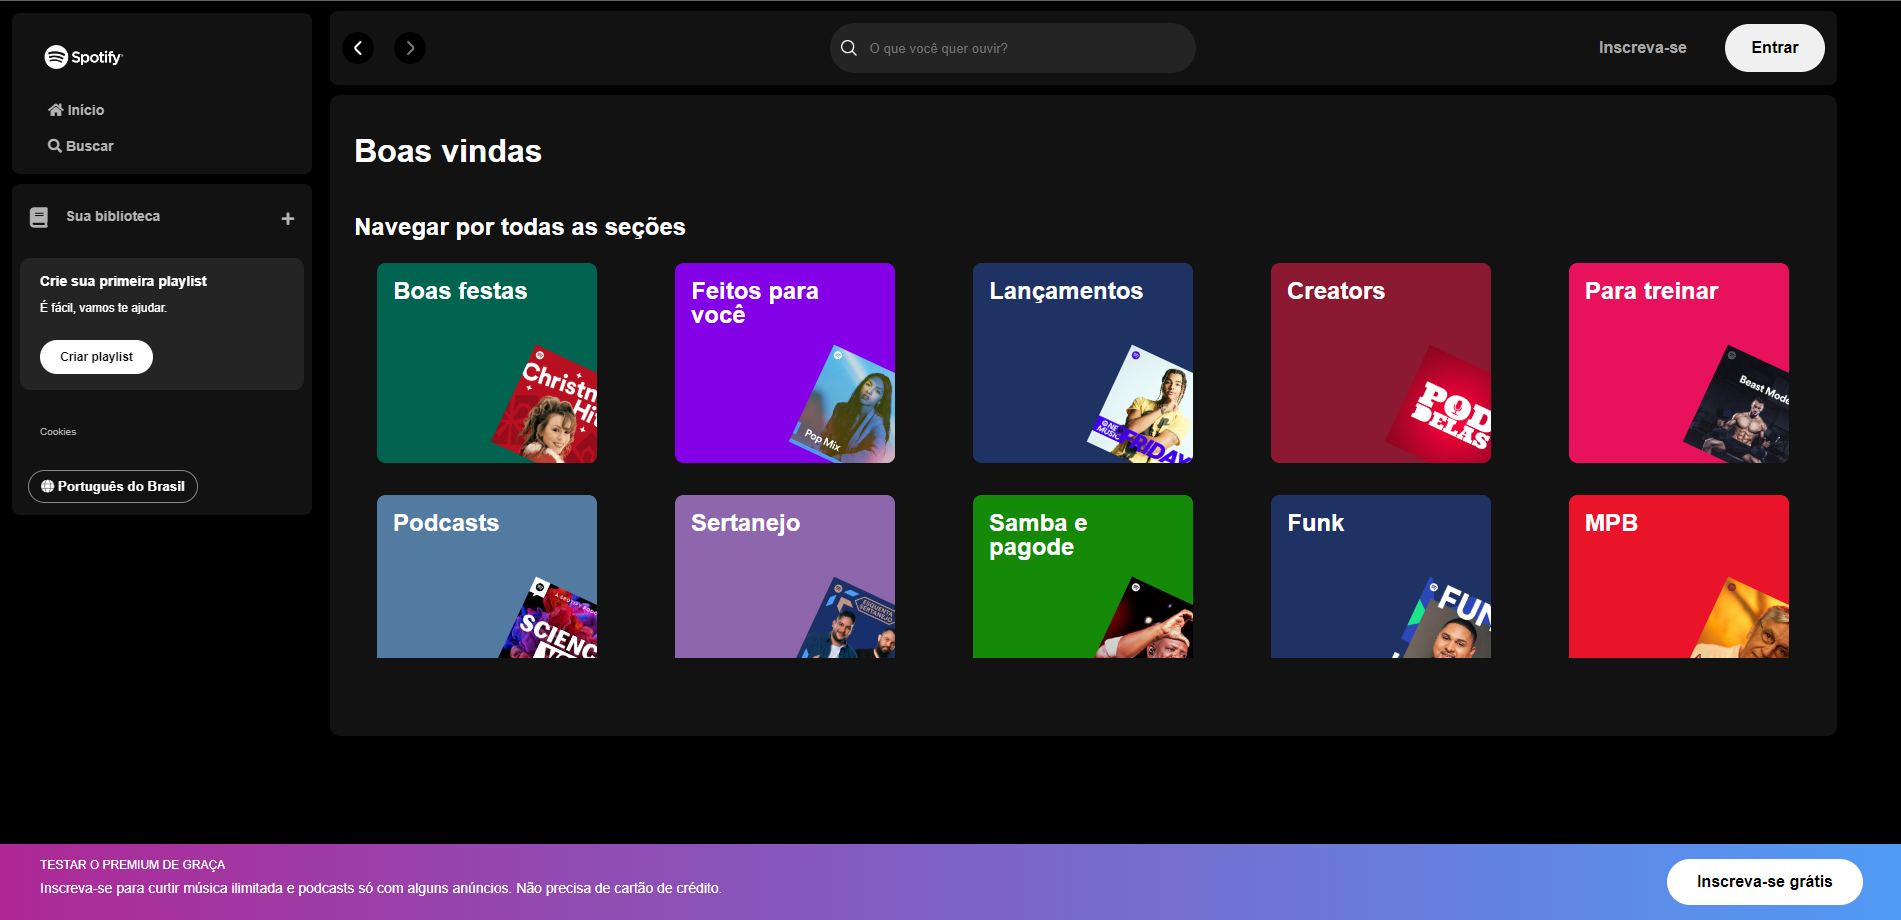 Spotify
Início
Buscar
Sua biblioteca
Crie sua primeira playlist
É fácil, vamos te ajudar.
Criar playlist
Cookies
Português do Brasil
O que você quer ouvir?
Inscreva-se
Entrar
Boas vindas
Navegar por todas as seções
Boas festas
Christm
Hit
Feitos para
você
Pop Mix
Lançamentos
NE
MUSIC
FRIDAY
Creators
POD
DELAS
Para treinar
Beast Mode
Podcasts
SCIENC
Sertanejo
ESQUENTA
SERTANEJO
Samba e
pagode
Funk
FUN
MPB
TESTAR O PREMIUM DE GRAÇA
Inscreva-se para curtir música ilimitada e podcasts só com alguns anúncios. Não precisa de cartão de crédito.
Inscreva-se grátis